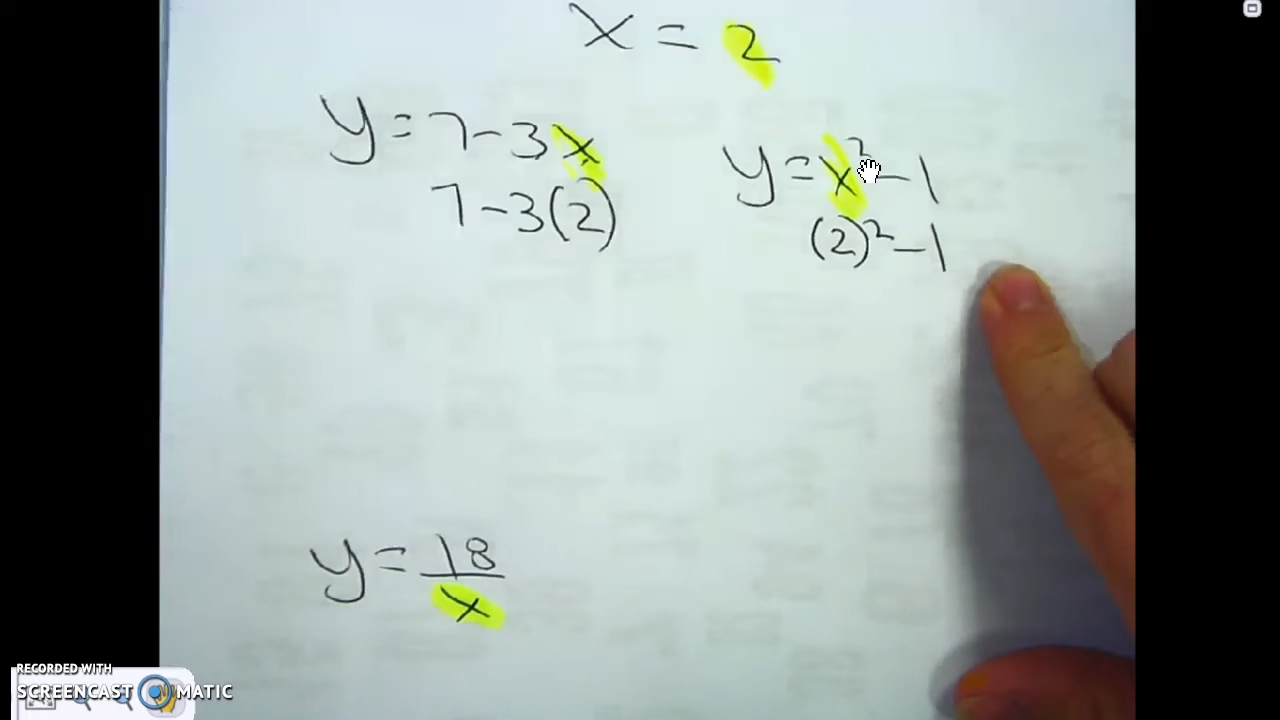 x = 2
y = 7 - 3x
7 - 3(2)
y = x² - 1
(2)² - 1
y = 18/x
RECORDED WITH
SCREENCAST MATIC